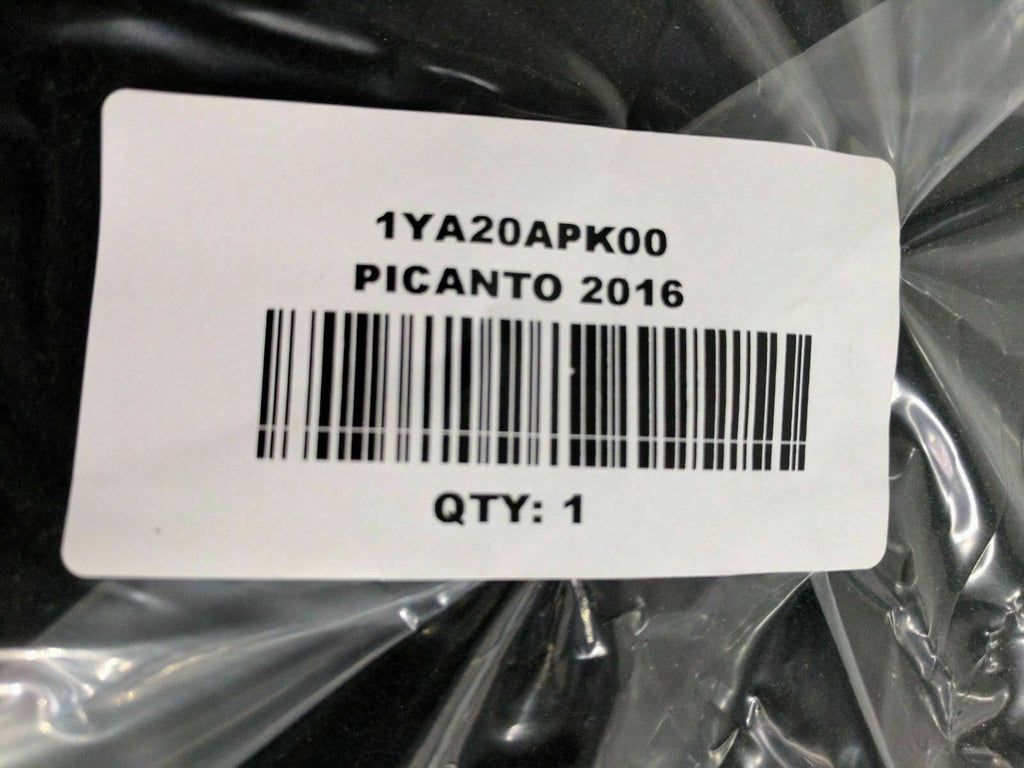 1YA20APK00
PICANTO 2016
QTY: 1